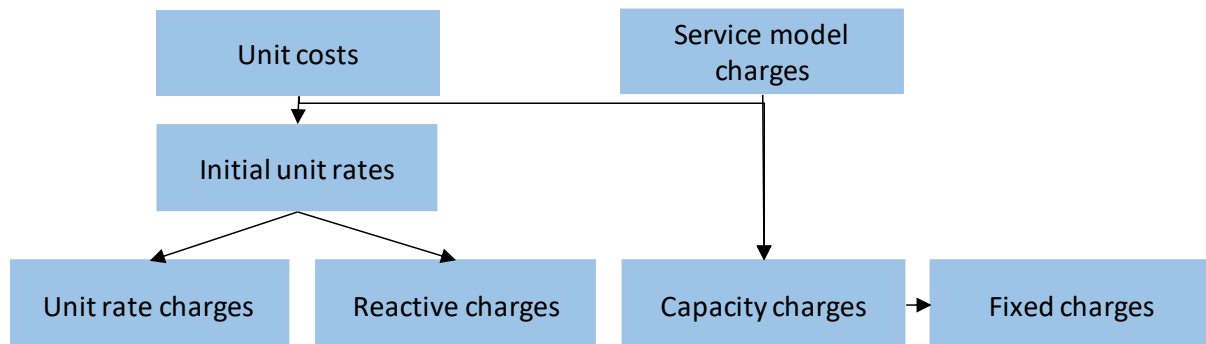 Unit costs
Service model
charges
Initial unit rates
Unit rate charges
Reactive charges
Capacity charges
Fixed charges